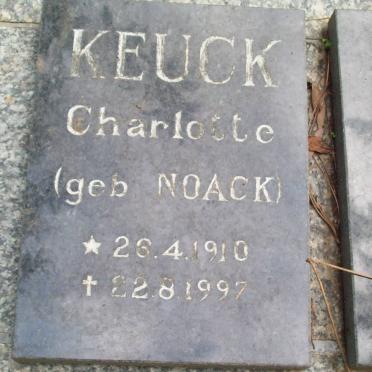 KEUCK
Charlotte
(geb NOACK)
★ 26.4.1910
✝ 22.8.1997